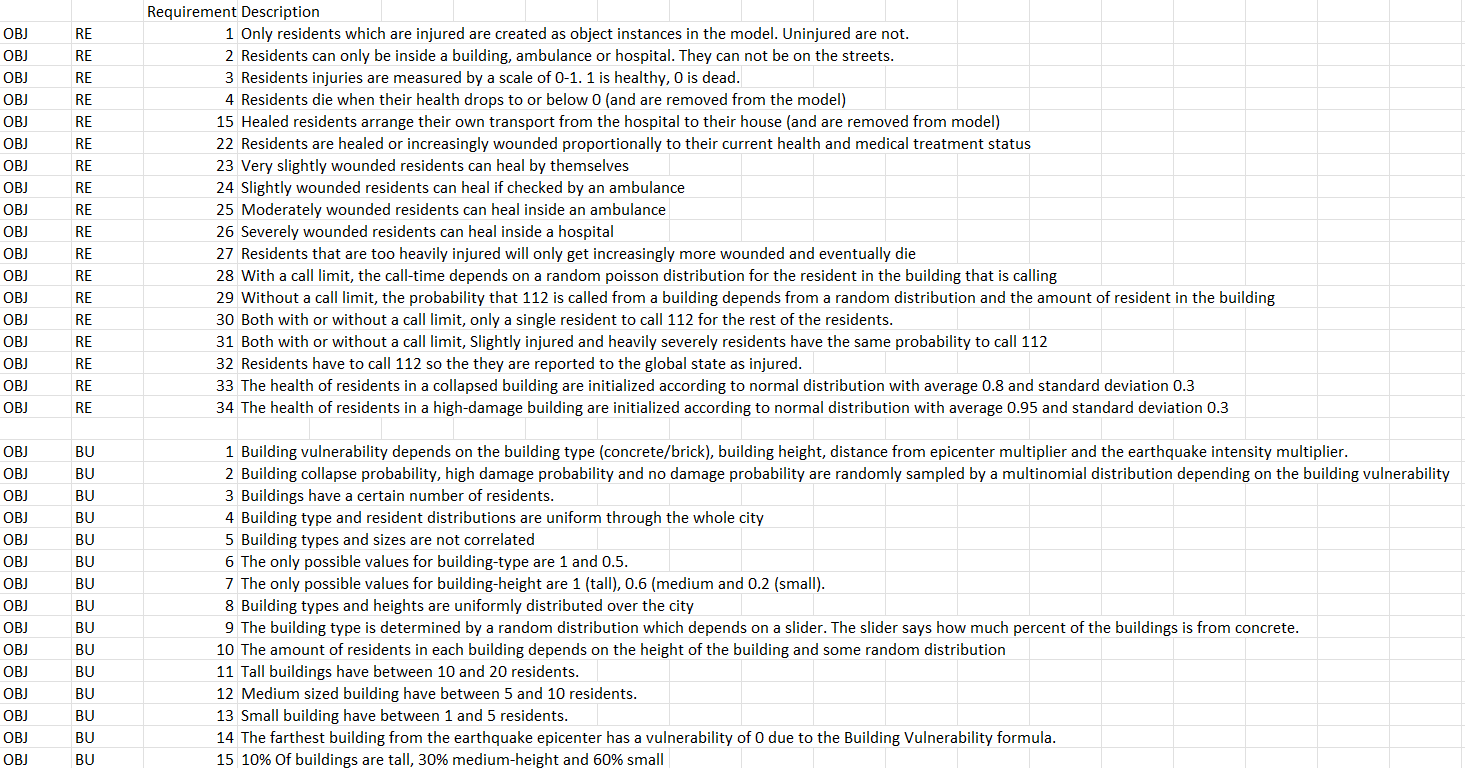 Requirement Description
OBJ RE 1 Only residents which are injured are created as object instances in the model. Uninjured are not.
OBJ RE 2 Residents can only be inside a building, ambulance or hospital. They can not be on the streets.
OBJ RE 3 Residents injuries are measured by a scale of 0-1. 1 is healthy, 0 is dead.
OBJ RE 4 Residents die when their health drops to or below 0 (and are removed from the model)
OBJ RE 15 Healed residents arrange their own transport from the hospital to their house (and are removed from model)
OBJ RE 22 Residents are healed or increasingly wounded proportionally to their current health and medical treatment status
OBJ RE 23 Very slightly wounded residents can heal by themselves
OBJ RE 24 Slightly wounded residents can heal if checked by an ambulance
OBJ RE 25 Moderately wounded residents can heal inside an ambulance
OBJ RE 26 Severely wounded residents can heal inside a hospital
OBJ RE 27 Residents that are too heavily injured will only get increasingly more wounded and eventually die
OBJ RE 28 With a call limit, the call-time depends on a random poisson distribution for the resident in the building that is calling
OBJ RE 29 Without a call limit, the probability that 112 is called from a building depends from a random distribution and the amount of resident in the building
OBJ RE 30 Both with or without a call limit, only a single resident to call 112 for the rest of the residents.
OBJ RE 31 Both with or without a call limit, Slightly injured and heavily severely residents have the same probability to call 112
OBJ RE 32 Residents have to call 112 so the they are reported to the global state as injured.
OBJ RE 33 The health of residents in a collapsed building are initialized according to normal distribution with average 0.8 and standard deviation 0.3
OBJ RE 34 The health of residents in a high-damage building are initialized according to normal distribution with average 0.95 and standard deviation 0.3
OBJ BU 1 Building vulnerability depends on the building type (concrete/brick), building height, distance from epicenter multiplier and the earthquake intensity multiplier.
OBJ BU 2 Building collapse probability, high damage probability and no damage probability are randomly sampled by a multinomial distribution depending on the building vulnerability
OBJ BU 3 Buildings have a certain number of residents.
OBJ BU 4 Building type and resident distributions are uniform through the whole city
OBJ BU 5 Building types and sizes are not correlated
OBJ BU 6 The only possible values for building-type are 1 and 0.5.
OBJ BU 7 The only possible values for building-height are 1 (tall), 0.6 (medium and 0.2 (small).
OBJ BU 8 Building types and heights are uniformly distributed over the city
OBJ BU 9 The building type is determined by a random distribution which depends on a slider. The slider says how much percent of the buildings is from concrete.
OBJ BU 10 The amount of residents in each building depends on the height of the building and some random distribution
OBJ BU 11 Tall buildings have between 10 and 20 residents.
OBJ BU 12 Medium sized building have between 5 and 10 residents.
OBJ BU 13 Small building have between 1 and 5 residents.
OBJ BU 14 The farthest building from the earthquake epicenter has a vulnerability of 0 due to the Building Vulnerability formula.
OBJ BU 15 10% Of buildings are tall, 30% medium-height and 60% small